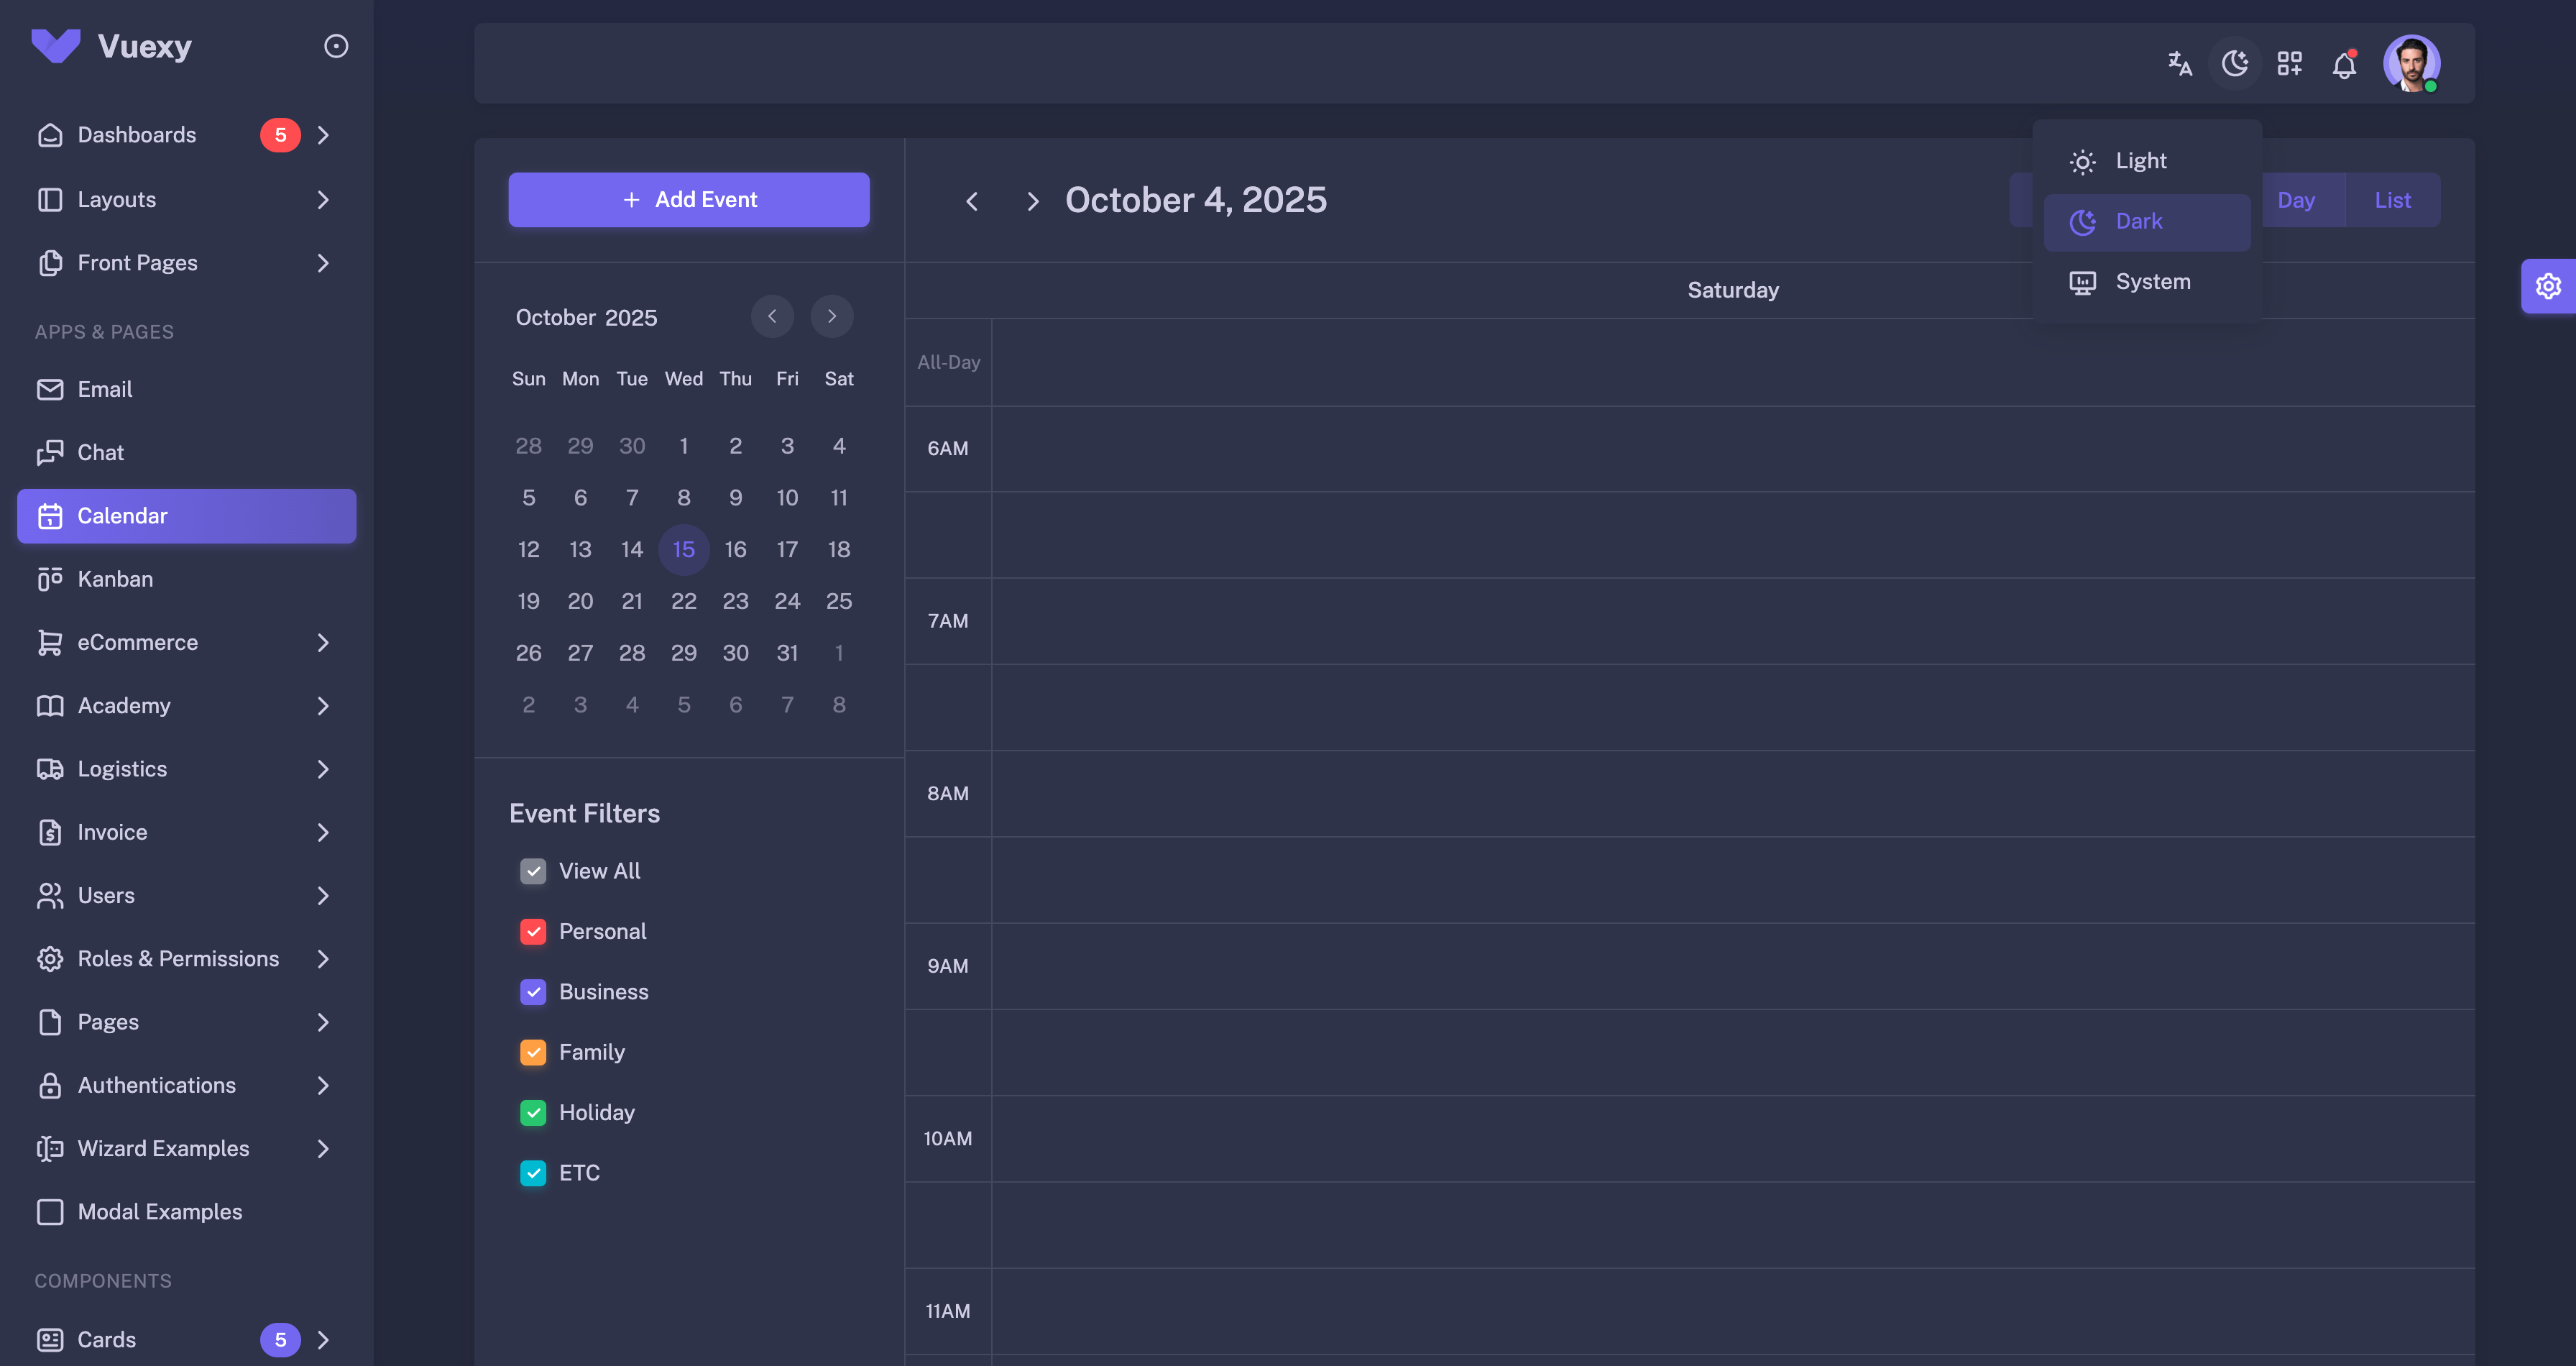 Vuexy
Dashboards 5
Layouts
Front Pages
APPS & PAGES
Email
Chat
Calendar
Kanban
eCommerce
Academy
Logistics
Invoice
Users
Roles & Permissions
Pages
Authentications
Wizard Examples
Modal Examples
COMPONENTS
Cards 5
Add Event
October 2025
Sun Mon Tue Wed Thu Fri Sat
28 29 30 1 2 3 4
5 6 7 8 9 10 11
12 13 14 15 16 17 18
19 20 21 22 23 24 25
26 27 28 29 30 31 1
2 3 4 5 6 7 8
Event Filters
View All
Personal
Business
Family
Holiday
ETC
October 4, 2025
Day List
Light
Dark
System
Saturday
All-Day
6AM
7AM
8AM
9AM
10AM
11AM